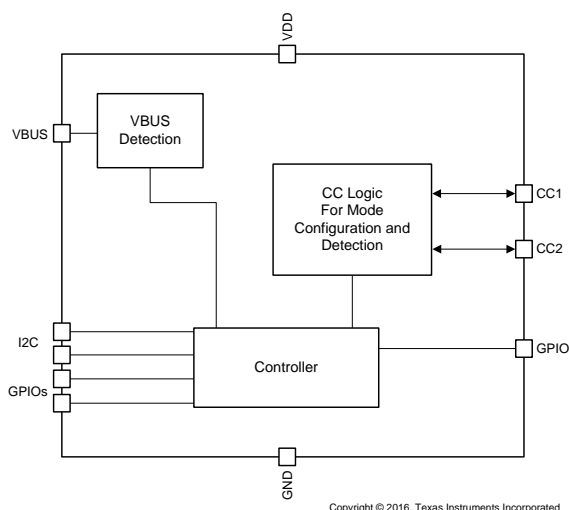 VDD
VBUS
VBUS
Detection
CC Logic
For Mode
Configuration and
Detection
CC1
CC2
I2C
GPIOs
Controller
GPIO
GND
Copyright © 2016, Texas Instruments Incorporated